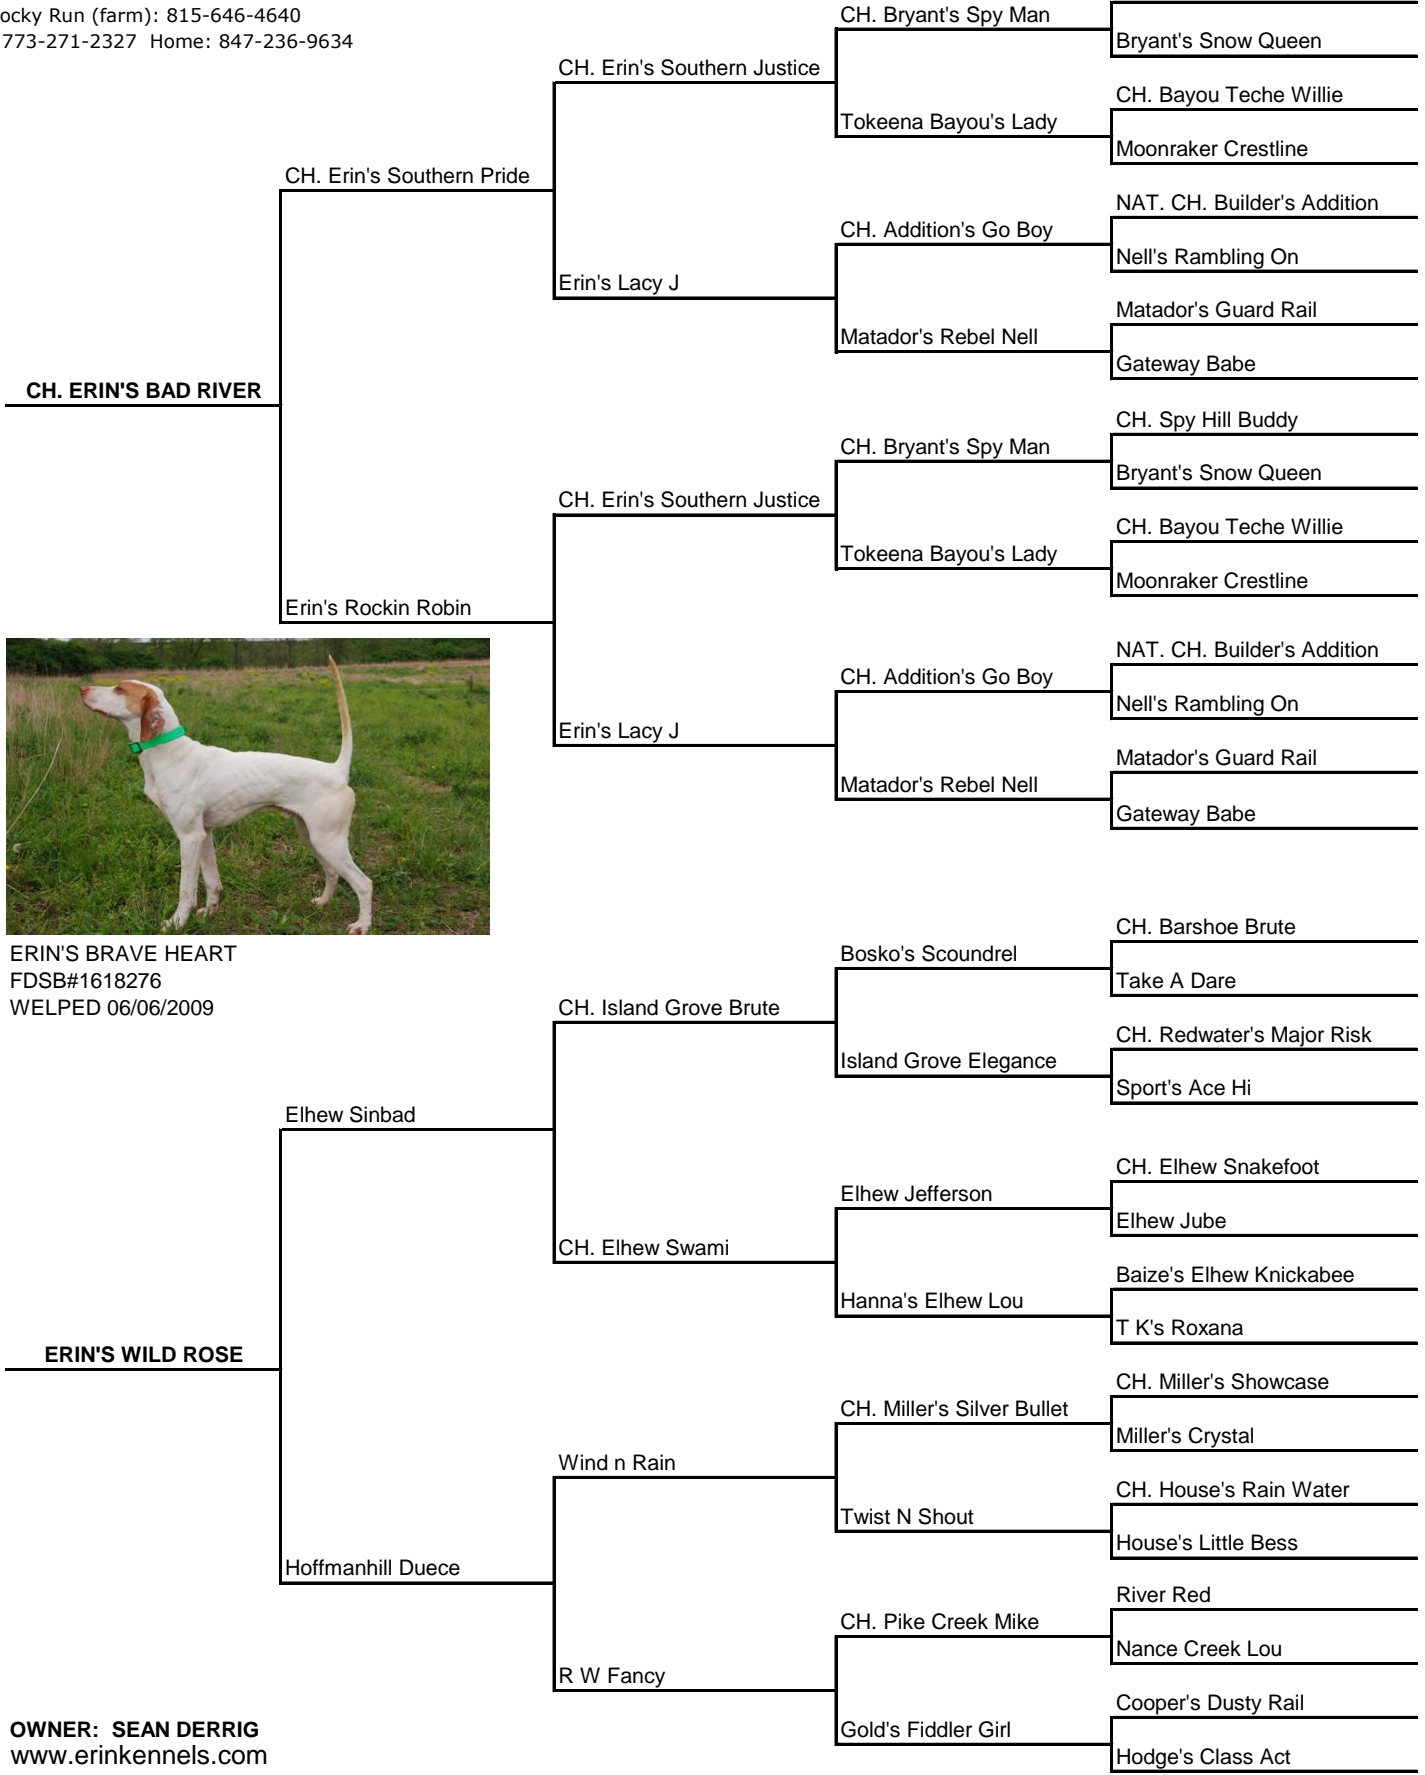 ocky Run (farm): 815-646-4640
773-271-2327 Home: 847-236-9634
CH. Bryant's Spy Man
Bryant's Snow Queen
CH. Erin's Southern Justice
CH. Bayou Teche Willie
Tokeena Bayou's Lady
Moonraker Crestline
CH. Erin's Southern Pride
NAT. CH. Builder's Addition
CH. Addition's Go Boy
Nell's Rambling On
Erin's Lacy J
Matador's Guard Rail
Matador's Rebel Nell
Gateway Babe
CH. ERIN'S BAD RIVER
CH. Spy Hill Buddy
CH. Bryant's Spy Man
Bryant's Snow Queen
CH. Erin's Southern Justice
CH. Bayou Teche Willie
Tokeena Bayou's Lady
Moonraker Crestline
Erin's Rockin Robin
NAT. CH. Builder's Addition
CH. Addition's Go Boy
Nell's Rambling On
Erin's Lacy J
Matador's Guard Rail
Matador's Rebel Nell
Gateway Babe
ERIN'S BRAVE HEART
FDSB#1618276
WELPED 06/06/2009
CH. Barshoe Brute
Bosko's Scoundrel
Take A Dare
CH. Island Grove Brute
CH. Redwater's Major Risk
Island Grove Elegance
Sport's Ace Hi
Elhew Sinbad
CH. Elhew Snakefoot
Elhew Jefferson
Elhew Jube
CH. Elhew Swami
Baize's Elhew Knickabee
Hanna's Elhew Lou
T K's Roxana
ERIN'S WILD ROSE
CH. Miller's Showcase
CH. Miller's Silver Bullet
Miller's Crystal
Wind n Rain
CH. House's Rain Water
Twist N Shout
House's Little Bess
Hoffmanhill Duece
River Red
CH. Pike Creek Mike
Nance Creek Lou
R W Fancy
Cooper's Dusty Rail
Gold's Fiddler Girl
Hodge's Class Act
OWNER: SEAN DERRIG
www.erinkennels.com